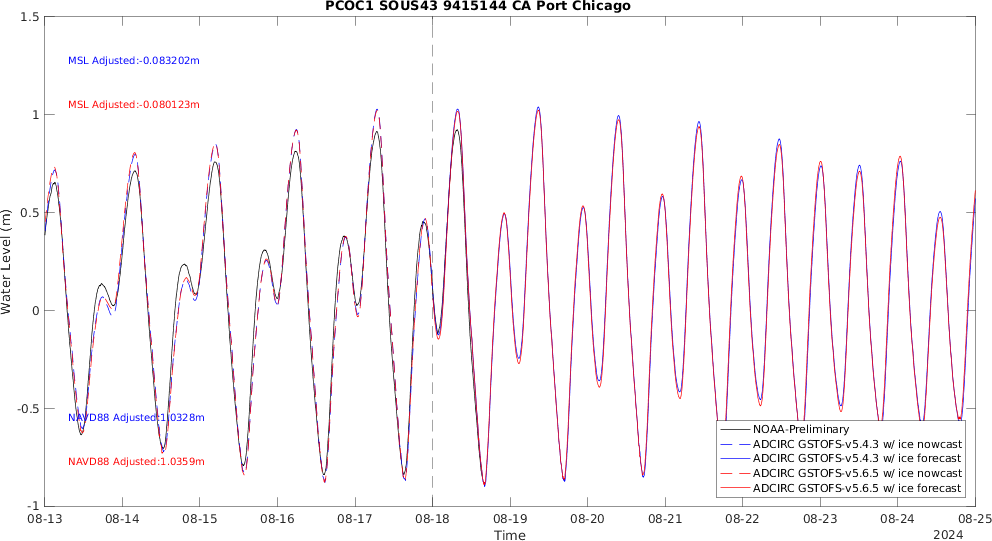 PCOC1 SOUS43 9415144 CA Port Chicago
1.5
MSL Adjusted:-0.083202m
MSL Adjusted:-0.080123m
1
0.5
Water Level (m)
0
-0.5
NAVD88 Adjusted:1.0328m
NAVD88 Adjusted:1.0359m
NOAA-Preliminary
ADCIRC GSTOFS-v5.4.3 w/ ice nowcast
ADCIRC GSTOFS-v5.4.3 w/ ice forecast
ADCIRC GSTOFS-v5.6.5 w/ ice nowcast
ADCIRC GSTOFS-v5.6.5 w/ ice forecast
-1
08-13 08-14 08-15 08-16 08-17 08-18 08-19 08-20 08-21 08-22 08-23 08-24 08-25
Time
2024